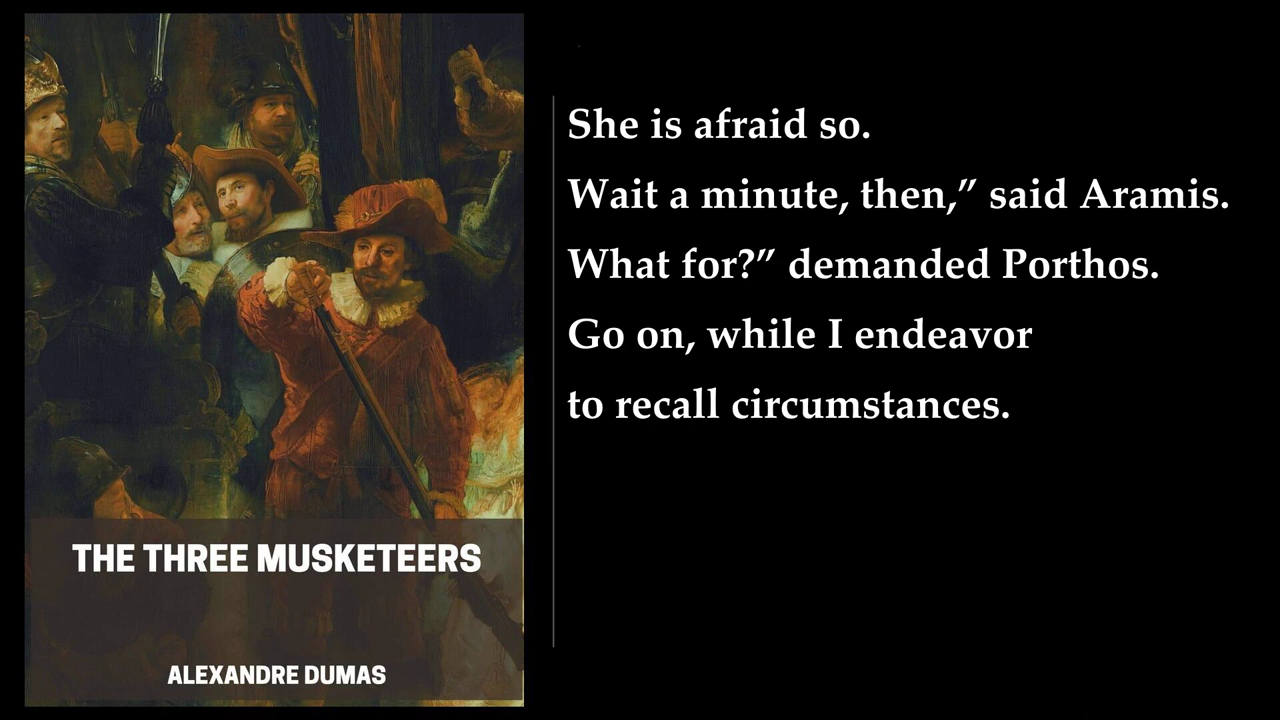 She is afraid so.
Wait a minute, then,” said Aramis.
What for?” demanded Porthos.
Go on, while I endeavor
to recall circumstances.
THE THREE MUSKETEERS
ALEXANDRE DUMAS